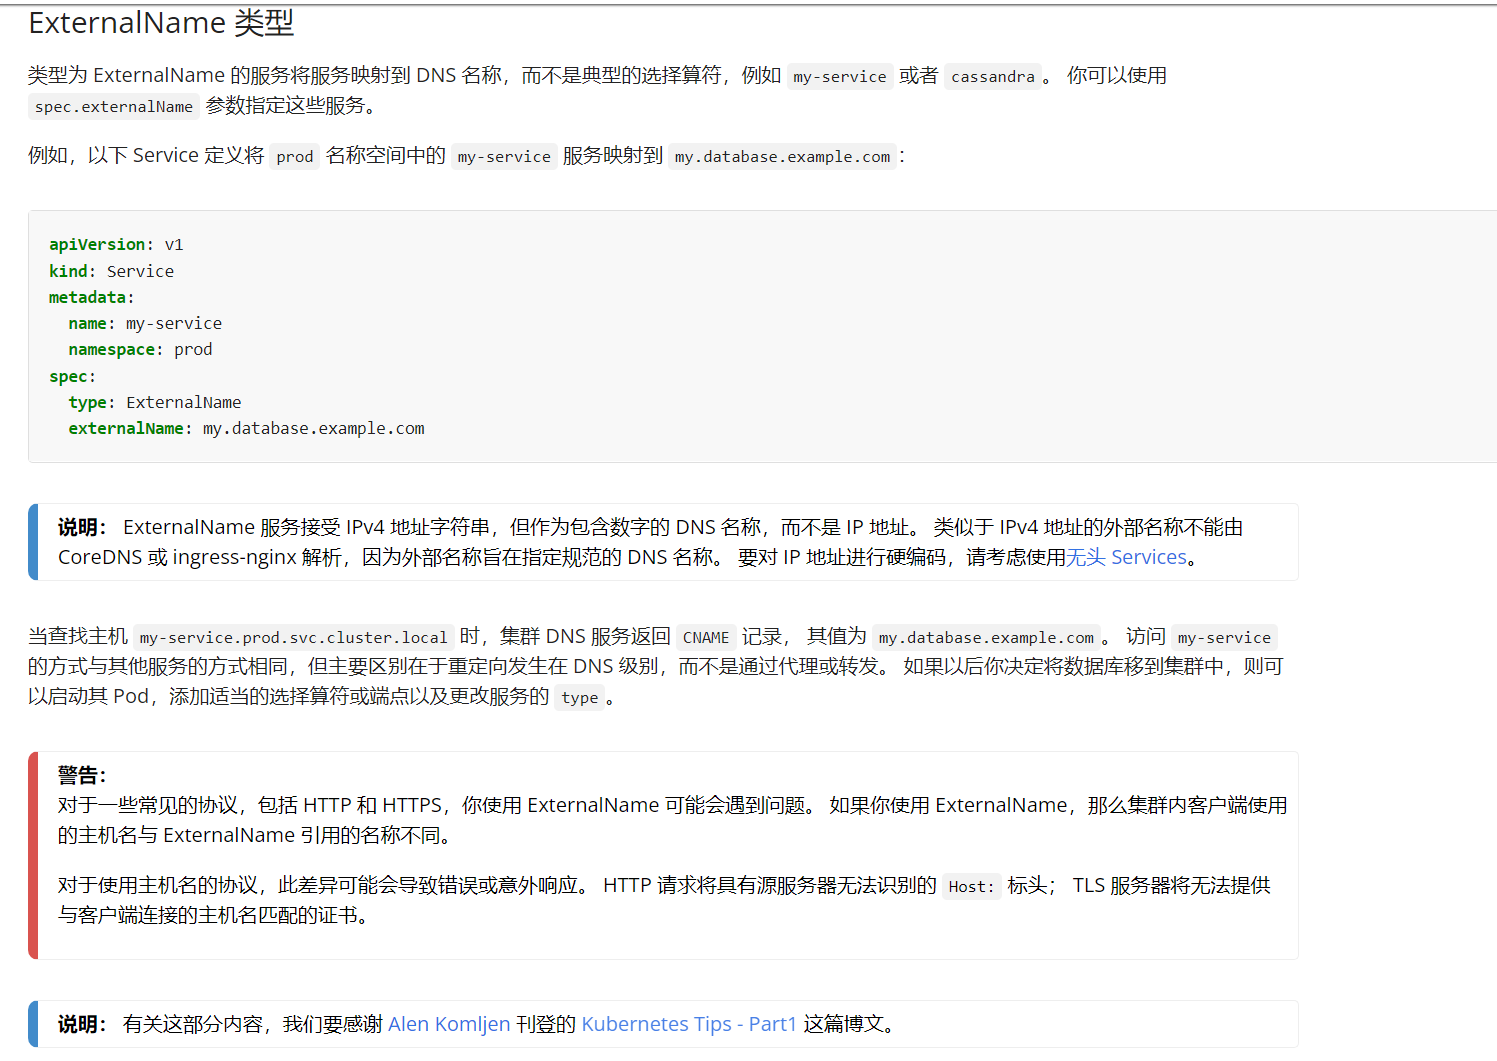 ExternalName 类型
类型为 ExternalName 的服务将服务映射到 DNS 名称，而不是典型的选择算符，例如 my-service 或者 cassandra。 你可以使用
spec.externalName 参数指定这些服务。
例如，以下 Service 定义将 prod 名称空间中的 my-service 服务映射到 my.database.example.com：
apiVersion: v1
kind: Service
metadata:
  name: my-service
  namespace: prod
spec:
  type: ExternalName
  externalName: my.database.example.com
说明： ExternalName 服务接受 IPv4 地址字符串，但作为包含数字的 DNS 名称，而不是 IP 地址。 类似于 IPv4 地址的外部名称不能由
CoreDNS 或 ingress-nginx 解析，因为外部名称旨在指定规范的 DNS 名称。 要对 IP 地址进行硬编码，请考虑使用无头 Services。
当查找主机 my-service.prod.svc.cluster.local 时，集群 DNS 服务返回 CNAME 记录， 其值为 my.database.example.com。 访问 my-service
的方式与其他服务的方式相同，但主要区别在于重定向发生在 DNS 级别，而不是通过代理或转发。 如果以后你决定将数据库移到集群中，则可
以启动其 Pod，添加适当的选择算符或端点以及更改服务的 type。
警告：
对于一些常见的协议，包括 HTTP 和 HTTPS，你使用 ExternalName 可能会遇到问题。 如果你使用 ExternalName，那么集群内客户端使用
的主机名与 ExternalName 引用的名称不同。
对于使用主机名的协议，此差异可能会导致错误或意外响应。 HTTP 请求将具有源服务器无法识别的 Host: 标头； TLS 服务器将无法提供
与客户端连接的主机名匹配的证书。
说明： 有关这部分内容，我们要感谢 Alen Komljen 刊登的 Kubernetes Tips - Part1 这篇博文。